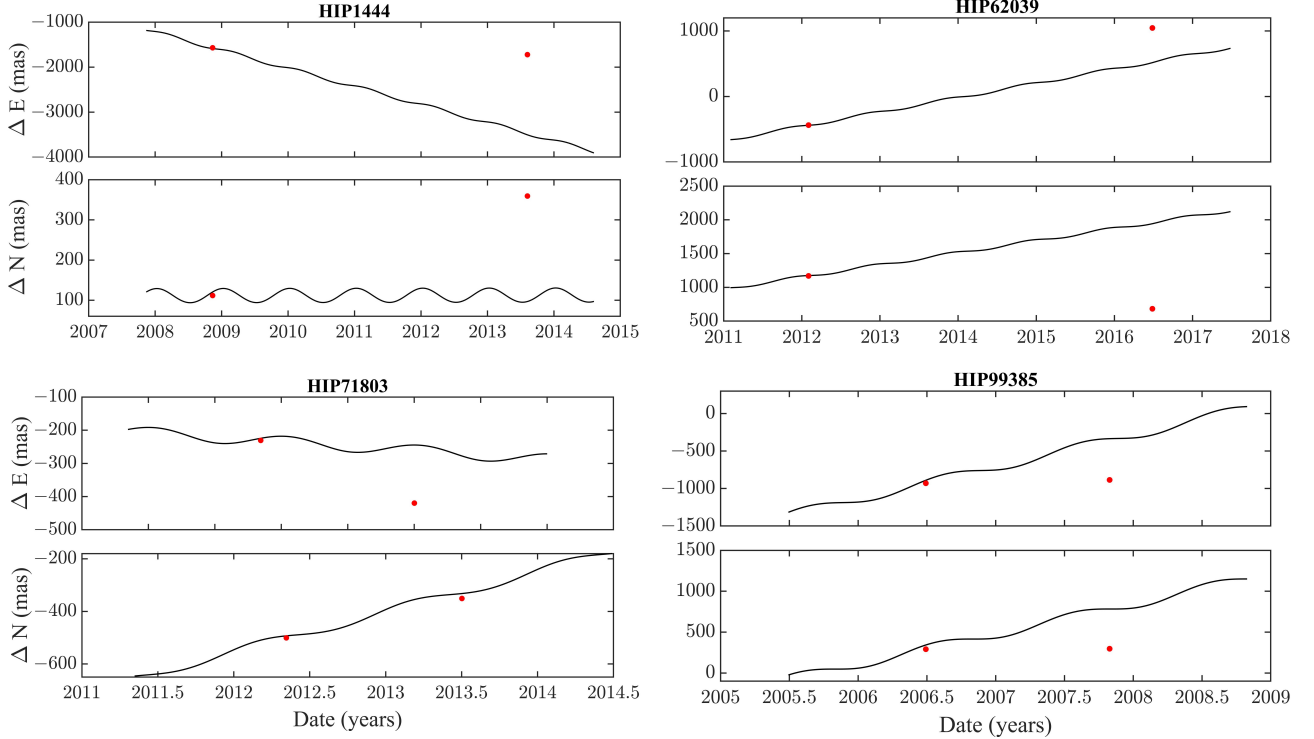 HIP1444
−1000
−2000
−3000
−4000
Δ E (mas)
400
300
200
100
Δ N (mas)
2007 2008 2009 2010 2011 2012 2013 2014 2015
HIP62039
1000
0
−1000
2500
2000
1500
1000
500
2011 2012 2013 2014 2015 2016 2017 2018
HIP71803
−100
−200
−300
−400
−500
Δ E (mas)
−200
−400
−600
Δ N (mas)
2011 2011.5 2012 2012.5 2013 2013.5 2014 2014.5
Date (years)
HIP99385
0
−500
−1000
−1500
1500
1000
500
0
2005 2005.5 2006 2006.5 2007 2007.5 2008 2008.5 2009
Date (years)